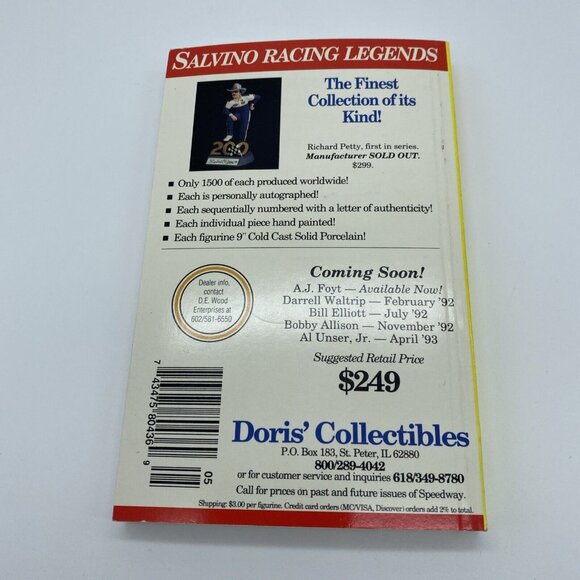 SALVINO RACING LEGENDS
The Finest
Collection of its
Kind!
200
Richard Petty, first in series.
Manufacturer SOLD OUT.
$299.
■ Only 1500 of each produced worldwide!
■ Each is personally autographed!
■ Each sequentially numbered with a letter of authenticity!
■ Each individual piece hand painted!
■ Each figurine 9" Cold Cast Solid Porcelain!
Dealer info.
contact
D.E. Wood
Enterprises at
602/581-6550
Coming Soon!
A.J. Foyt — Available Now!
Darrell Waltrip — February '92
Bill Elliott — July '92
Bobby Allison — November '92
Al Unser, Jr. — April '93
Suggested Retail Price
$249
7 43475 80436 9
05
Doris' Collectibles
P.O. Box 183, St. Peter, IL 62880
800/289-4042
or for customer service and inquiries 618/349-8780
Call for prices on past and future issues of Speedway.
Shipping: $3.00 per figurine. Credit card orders (MC/VISA, Discover) orders add 2% to total.